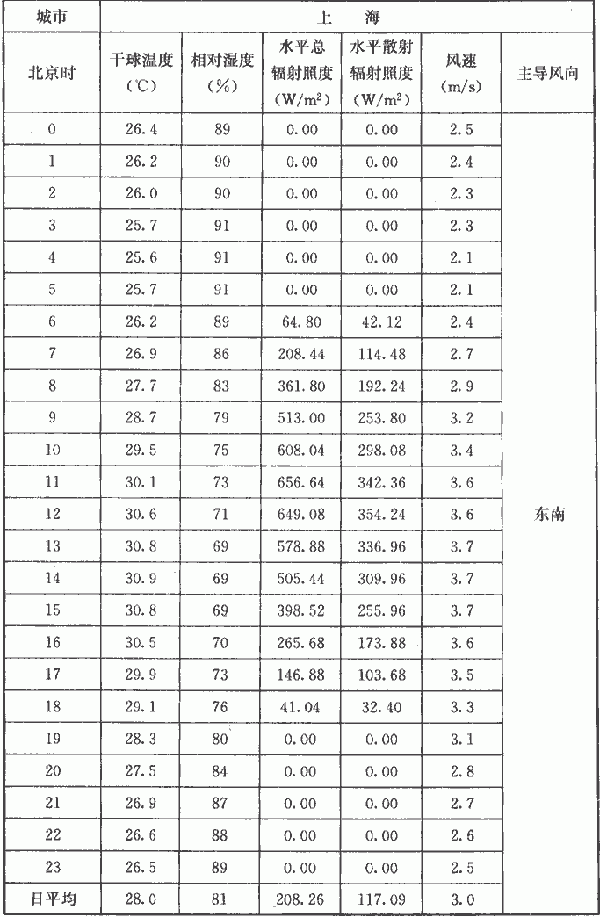 城市 上 海
北京时 干球温度(℃) 相对湿度(%) 水平总辐射照度(W/m²) 水平散射辐射照度(W/m²) 风速(m/s) 主导风向
0 26.4 89 0.00 0.00 2.5
1 26.2 90 0.00 0.00 2.4
2 26.0 90 0.00 0.00 2.3
3 25.7 91 0.00 0.00 2.3
4 25.6 91 0.00 0.00 2.1
5 25.7 91 0.00 0.00 2.1
6 26.2 89 64.80 42.12 2.4
7 26.9 86 208.44 114.48 2.7
8 27.7 83 361.80 192.24 2.9
9 28.7 79 513.00 253.80 3.2
10 29.5 75 608.04 298.08 3.4
11 30.1 73 656.64 342.36 3.6
12 30.6 71 649.08 354.24 3.6 东南
13 30.8 69 578.88 336.96 3.7
14 30.9 69 505.44 309.96 3.7
15 30.8 69 398.52 255.96 3.7
16 30.5 70 265.68 173.88 3.6
17 29.9 73 146.88 103.68 3.5
18 29.1 76 41.04 32.40 3.3
19 28.3 80 0.00 0.00 3.1
20 27.5 84 0.00 0.00 2.8
21 26.9 87 0.00 0.00 2.7
22 26.6 88 0.00 0.00 2.6
23 26.5 89 0.00 0.00 2.5
日平均 28.0 81 208.26 117.09 3.0